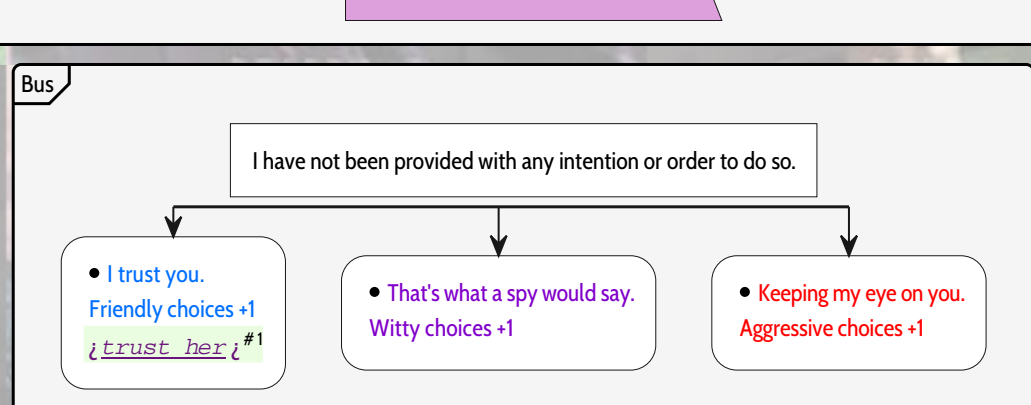 Bus
I have not been provided with any intention or order to do so.
● I trust you.
Friendly choices +1
¿trust her¿#1
● That's what a spy would say.
Witty choices +1
● Keeping my eye on you.
Aggressive choices +1